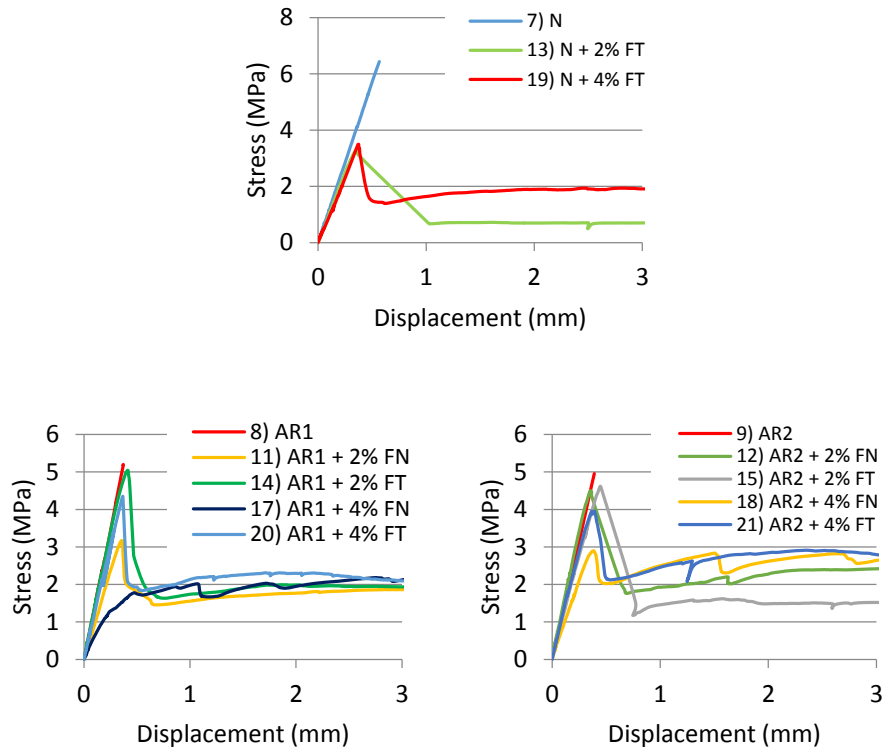 8
7) N
13) N + 2% FT
19) N + 4% FT
6
4
2
0
Stress (MPa)
0 1 2 3
Displacement (mm)
6
5
4
3
2
1
0
Stress (MPa)
8) AR1
11) AR1 + 2% FN
14) AR1 + 2% FT
17) AR1 + 4% FN
20) AR1 + 4% FT
0 1 2 3
Displacement (mm)
6
5
4
3
2
1
0
Stress (MPa)
9) AR2
12) AR2 + 2% FN
15) AR2 + 2% FT
18) AR2 + 4% FN
21) AR2 + 4% FT
0 1 2 3
Displacement (mm)